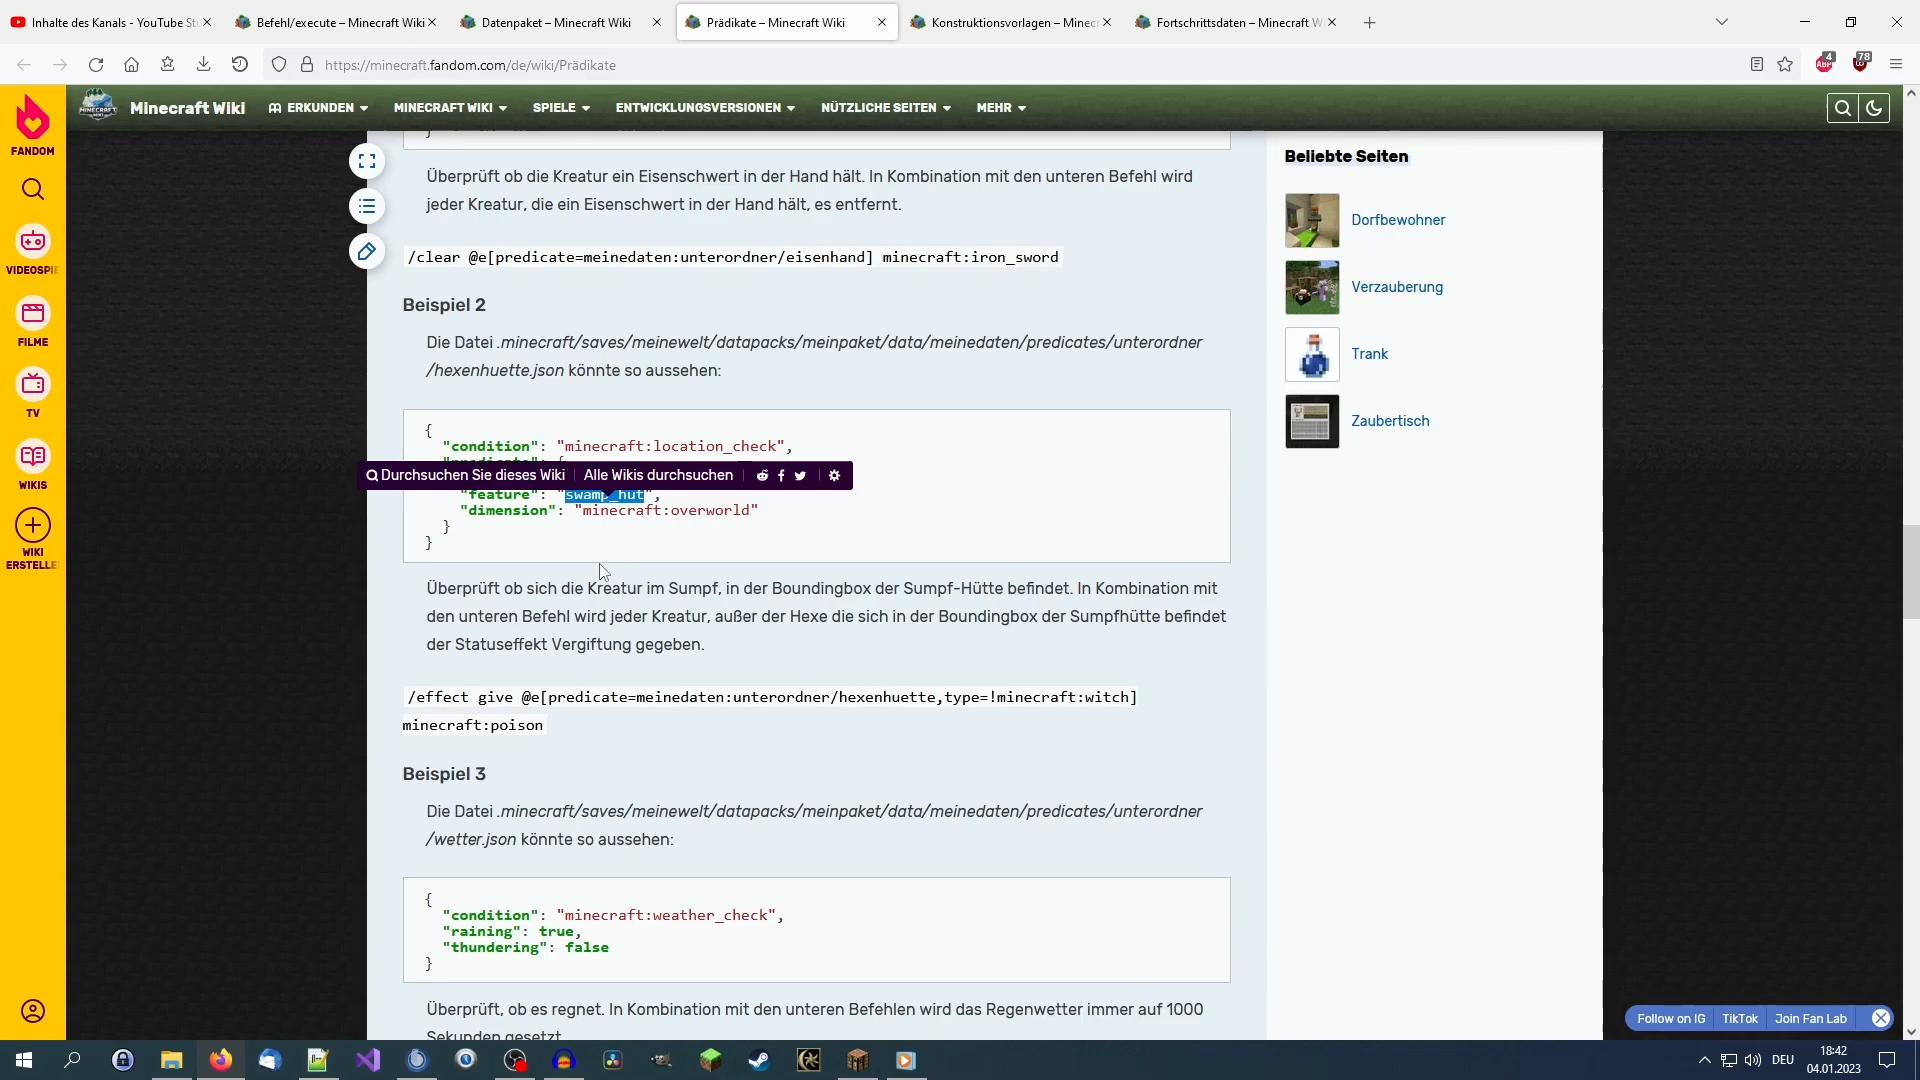 Inhalte des Kanals - YouTube St
Befehl/execute – Minecraft Wiki
Datenpaket – Minecraft Wiki
Prädikate – Minecraft Wiki
Konstruktionsvorlagen – Minec
Fortschrittsdaten – Minecraft W
https://minecraft.fandom.com/de/wiki/Prädikate
ABP
4
78
Minecraft Wiki
ERKUNDEN
MINECRAFT WIKI
SPIELE
ENTWICKLUNGSVERSIONEN
NÜTZLICHE SEITEN
MEHR
FANDOM
VIDEOSPIE
FILME
TV
WIKIS
WIKI
ERSTELLE
Überprüft ob die Kreatur ein Eisenschwert in der Hand hält. In Kombination mit den unteren Befehl wird
jeder Kreatur, die ein Eisenschwert in der Hand hält, es entfernt.
/clear @e[predicate=meinedaten:unterordner/eisenhand] minecraft:iron_sword
Beispiel 2
Die Datei .minecraft/saves/meinewelt/datapacks/meinpaket/data/meinedaten/predicates/unterordner
/hexenhuette.json könnte so aussehen:
{
"condition": "minecraft:location_check",
Durchsuchen Sie dieses Wiki
Alle Wikis durchsuchen
"feature": "swamp_hut",
"dimension": "minecraft:overworld"
}
}
Überprüft ob sich die Kreatur im Sumpf, in der Boundingbox der Sumpf-Hütte befindet. In Kombination mit
den unteren Befehl wird jeder Kreatur, außer der Hexe die sich in der Boundingbox der Sumpfhütte befindet
der Statuseffekt Vergiftung gegeben.
/effect give @e[predicate=meinedaten:unterordner/hexenhuette,type=!minecraft:witch]
minecraft:poison
Beispiel 3
Die Datei .minecraft/saves/meinewelt/datapacks/meinpaket/data/meinedaten/predicates/unterordner
/wetter.json könnte so aussehen:
{
"condition": "minecraft:weather_check",
"raining": true,
"thundering": false
}
Überprüft, ob es regnet. In Kombination mit den unteren Befehlen wird das Regenwetter immer auf 1000
Sekunden gesetzt.
Beliebte Seiten
Dorfbewohner
Verzauberung
Trank
Zaubertisch
Follow on IG
TikTok
Join Fan Lab
DEU
18:42
04.01.2023